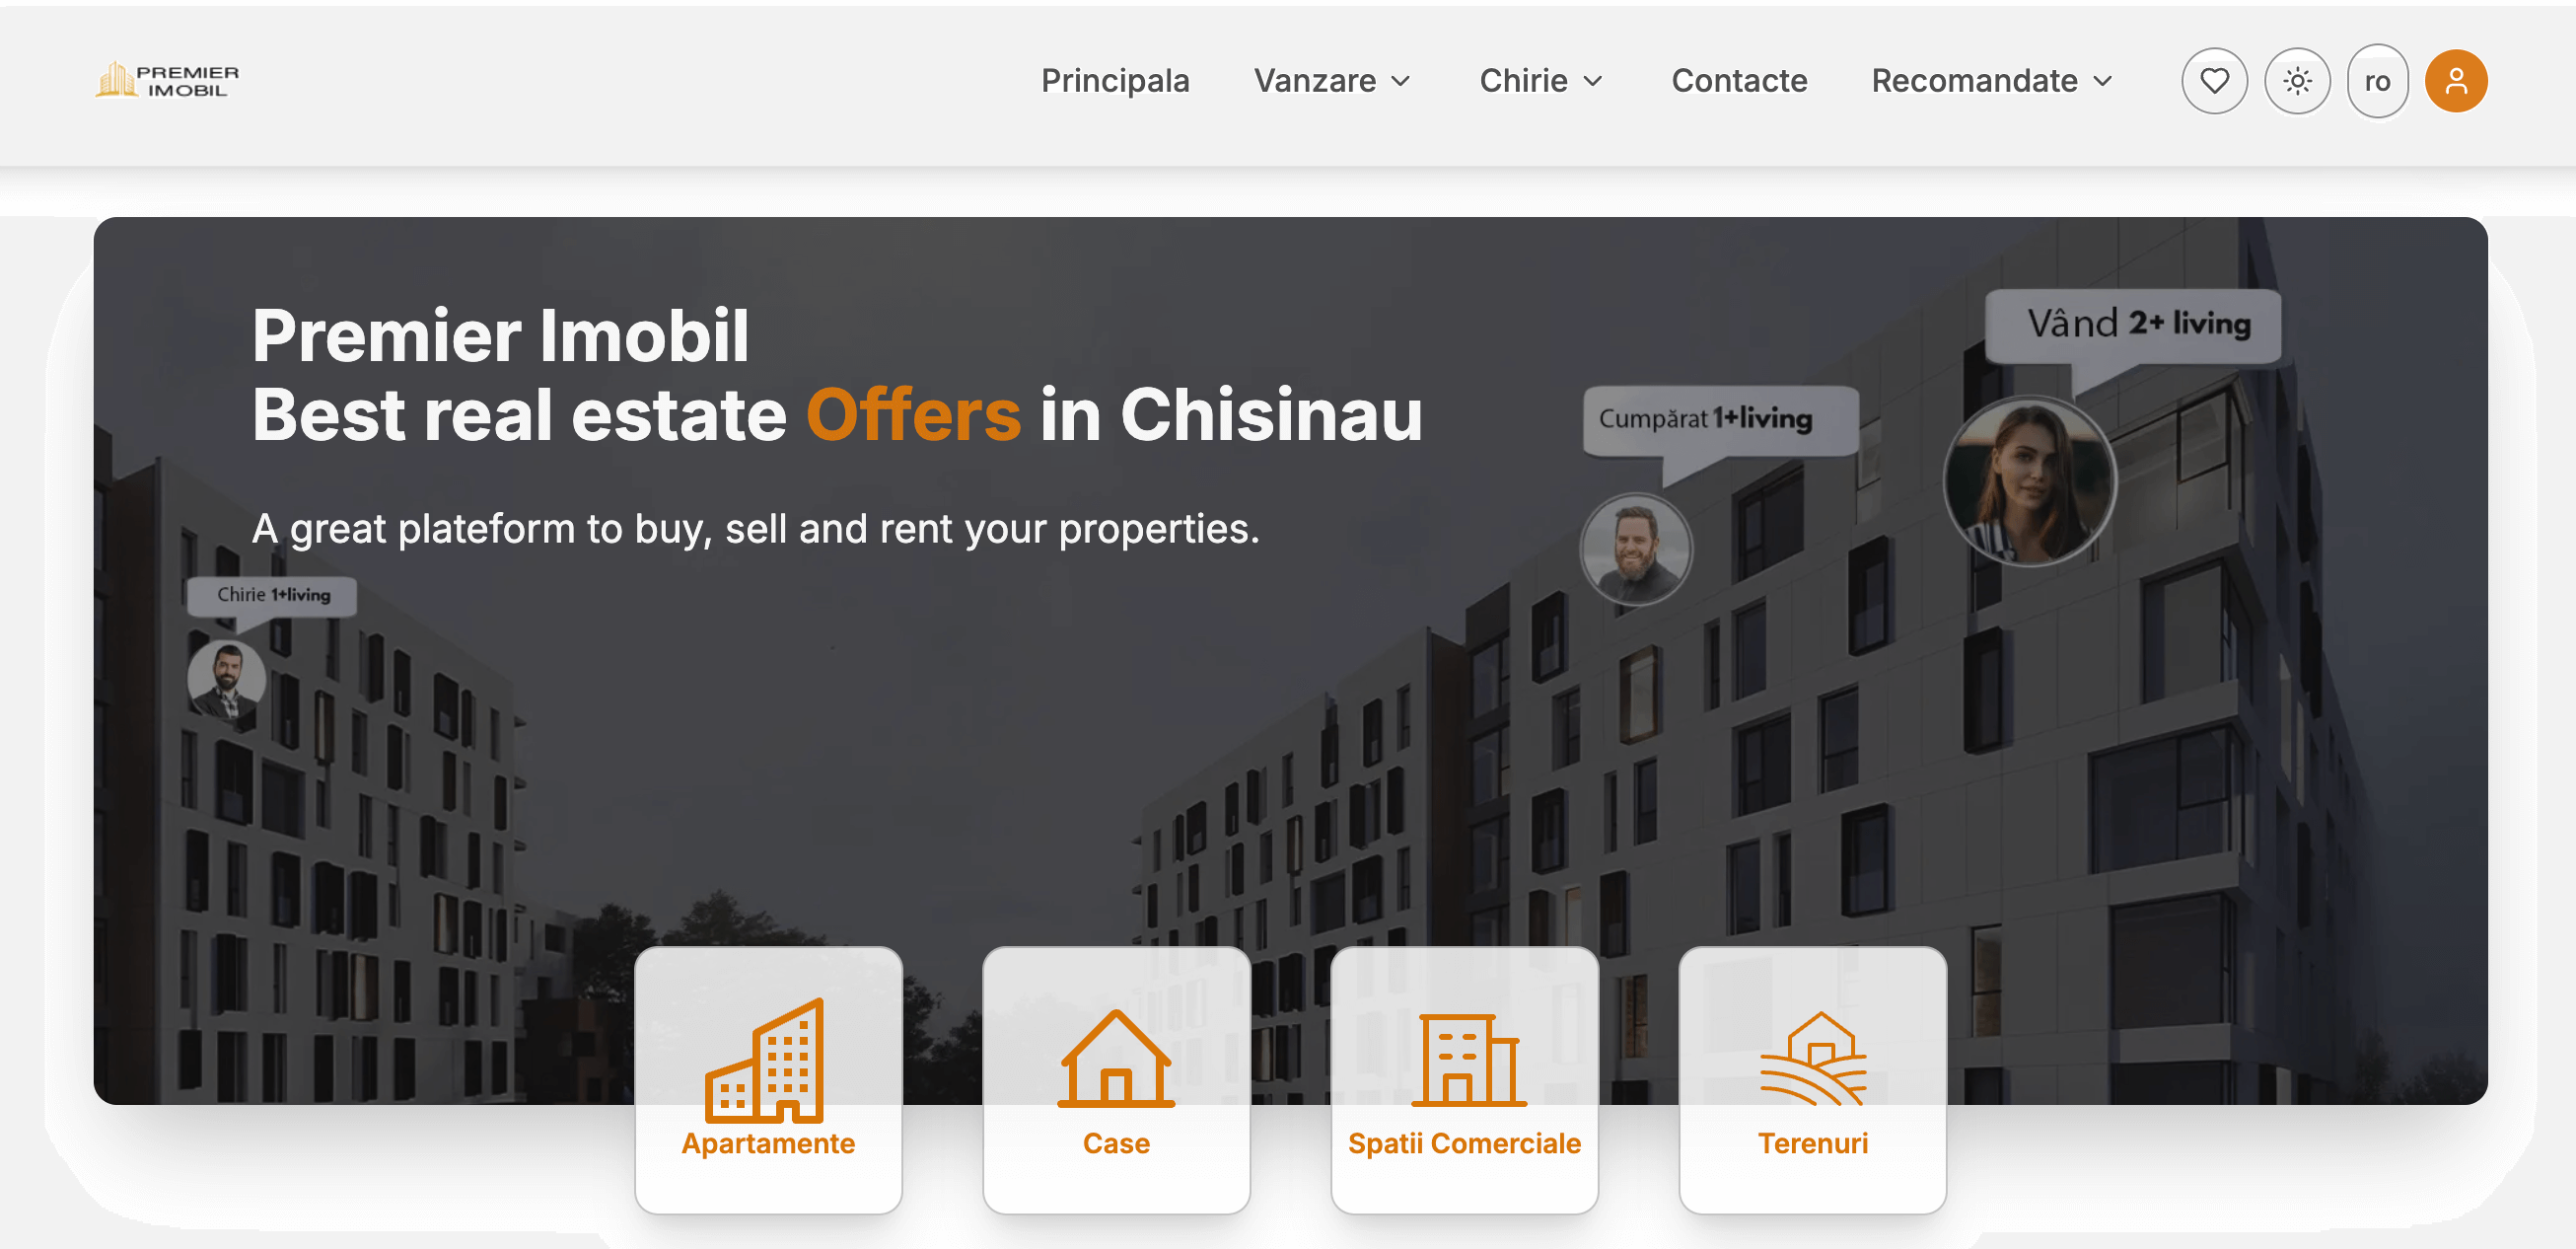 PREMIER
IMOBIL
Principala
Vanzare
Chirie
Contacte
Recomandate
ro
Premier Imobil
Best real estate Offers in Chisinau
A great plateform to buy, sell and rent your properties.
Vând 2+ living
Cumpărat 1+living
Chirie 1+living
Apartamente
Case
Spatii Comerciale
Terenuri